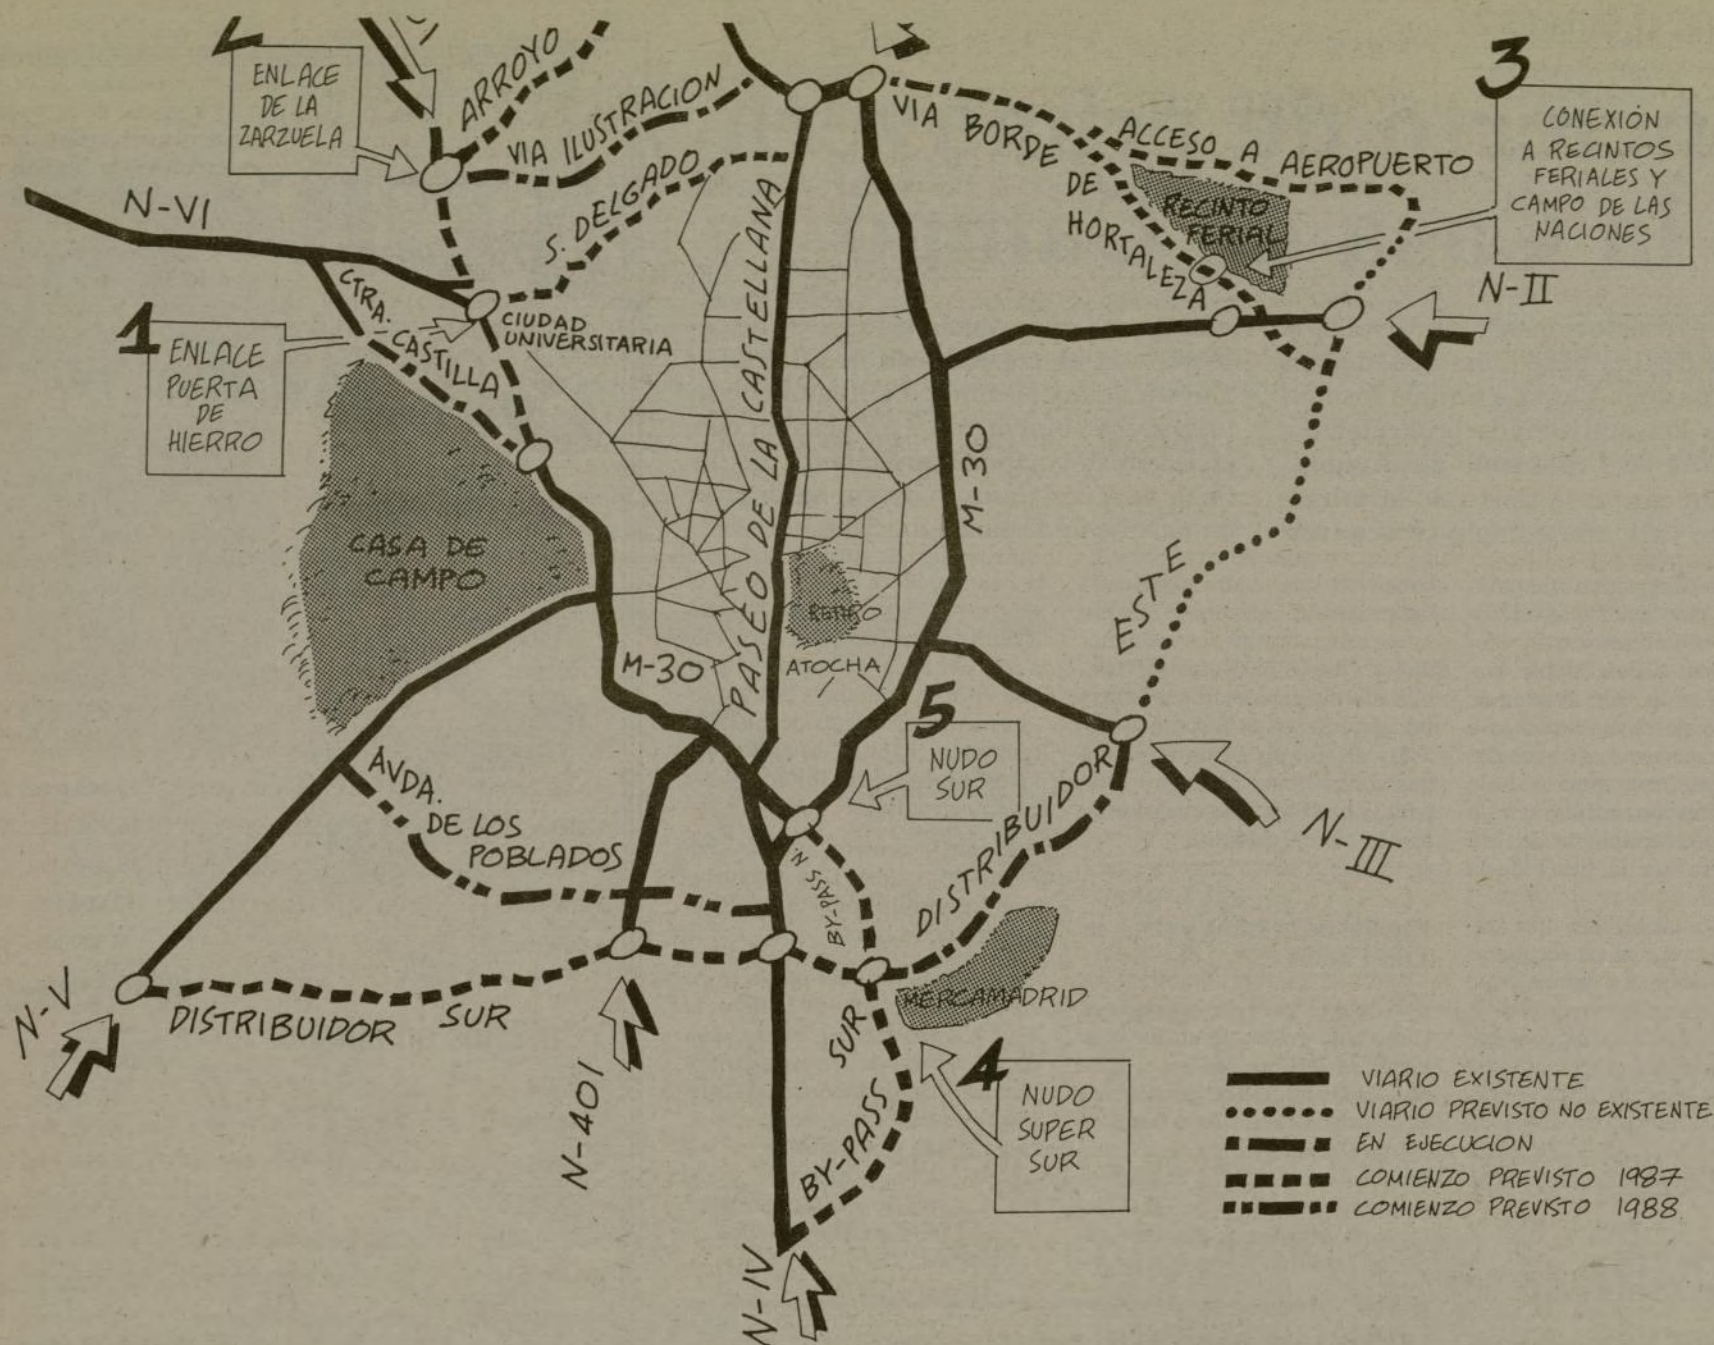 2
ENLACE
DE LA
ZARZUELA
ARROYO
VIA ILUSTRACION
S. DELGADO
N-VI
CTRA. CASTILLA
CIUDAD
UNIVERSITARIA
1
ENLACE
PUERTA
DE
HIERRO
CASA DE
CAMPO
PASEO DE LA CASTELLANA
VIA BORDE DE HORTALEZA
ACCESO A AEROPUERTO
RECINTO
FERIAL
3
CONEXIÓN
A RECINTOS
FERIALES Y
CAMPO DE LAS
NACIONES
N-II
M-30
ESTE
RETIRO
ATOCHA
M-30
5
NUDO
SUR
DISTRIBUIDOR
N-III
AVDA.
DE LOS
POBLADOS
BY-PASS N.
MERCAMADRID
N-V
DISTRIBUIDOR SUR
N-401
BY-PASS SUR
4
NUDO
SUPER
SUR
N-IV
VIARIO EXISTENTE
VIARIO PREVISTO NO EXISTENTE
EN EJECUCION
COMIENZO PREVISTO 1987
COMIENZO PREVISTO 1988